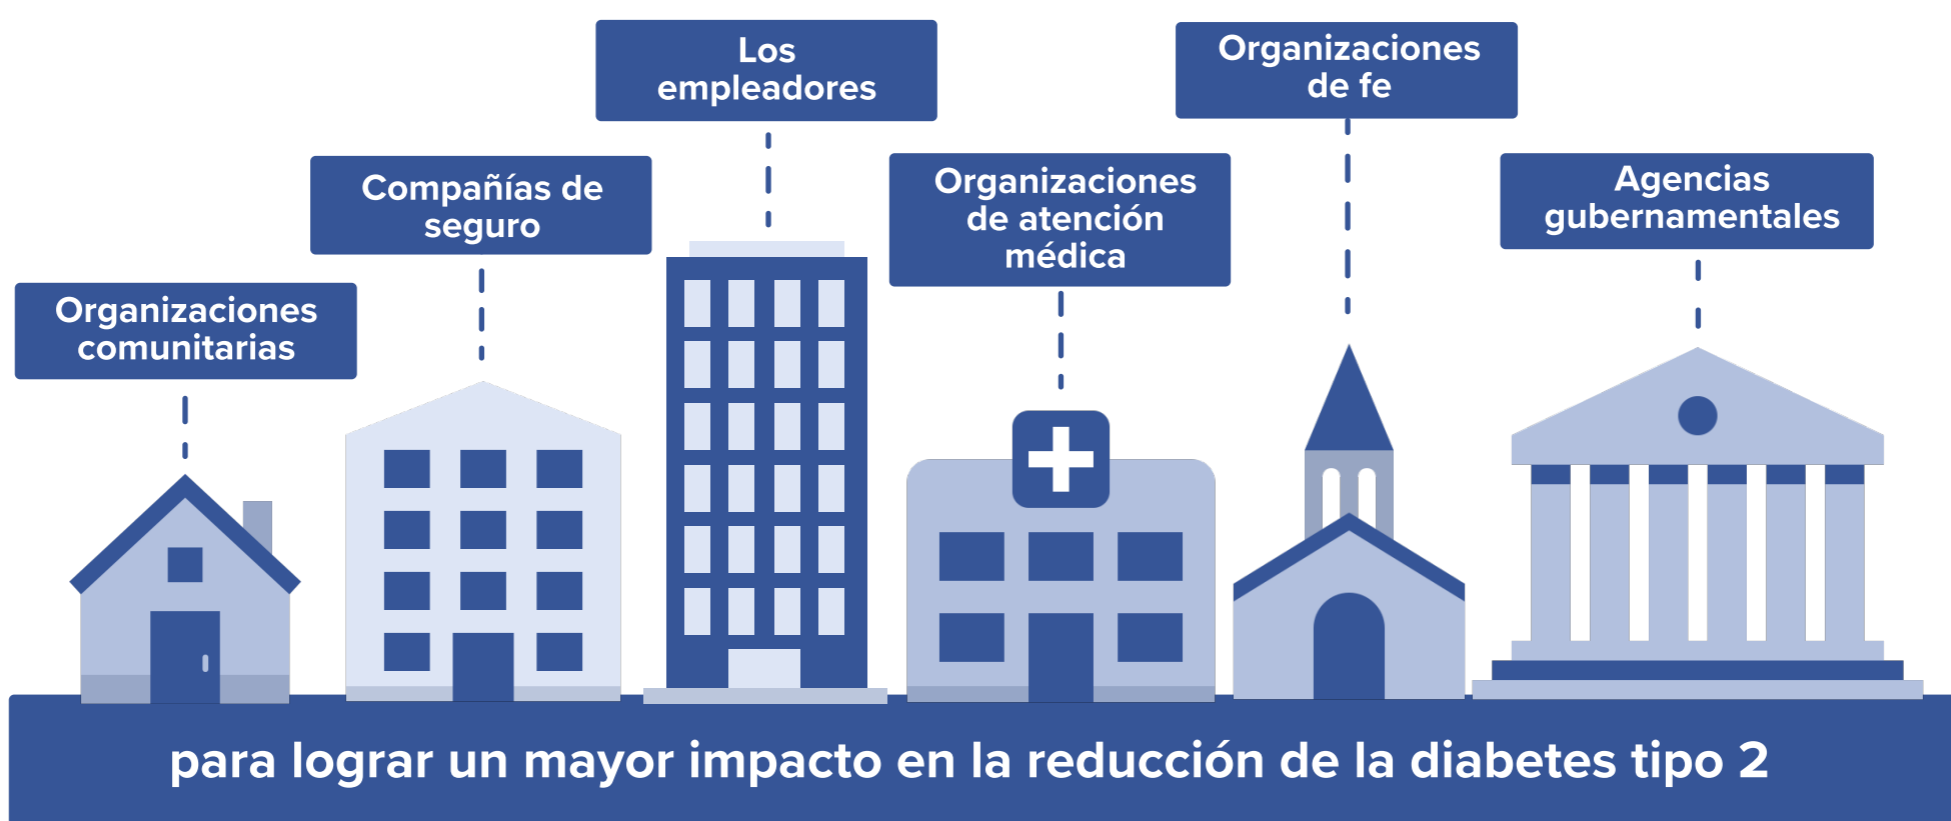 Organizaciones
comunitarias
Compañías de
seguro
Los
empleadores
Organizaciones
de atención
médica
Organizaciones
de fe
Agencias
gubernamentales
para lograr un mayor impacto en la reducción de la diabetes tipo 2